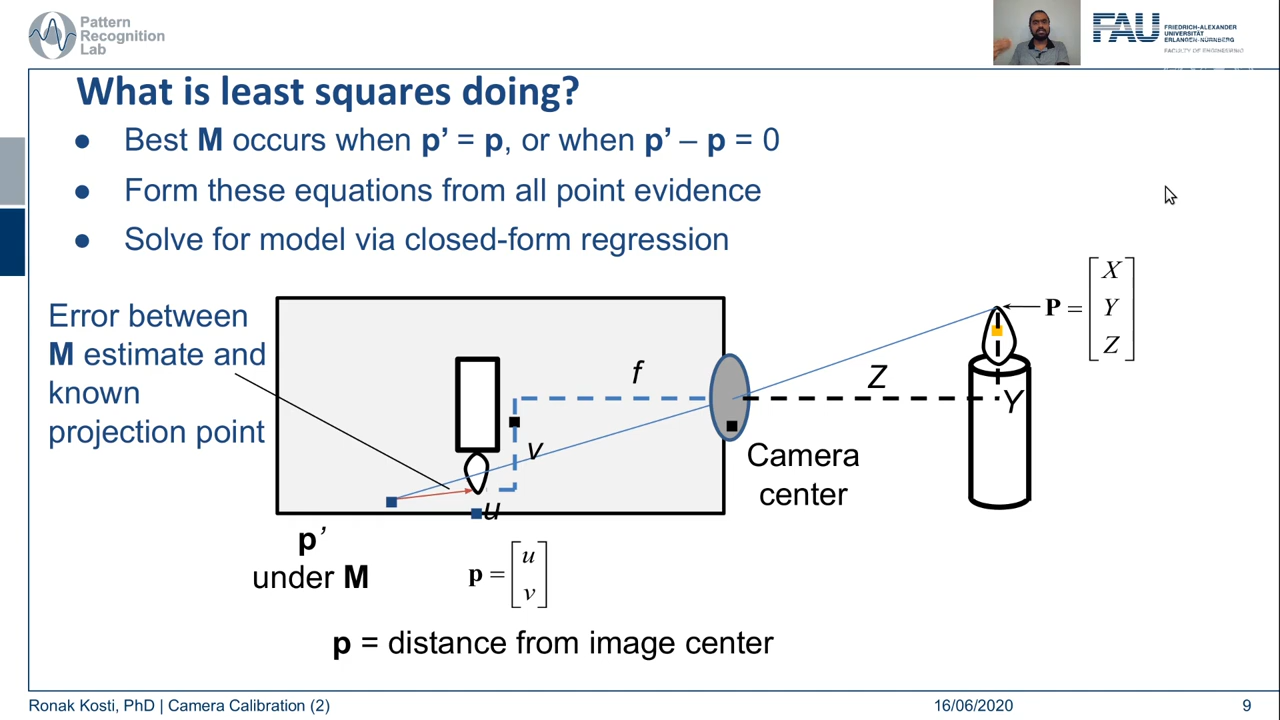 Pattern
Recognition
Lab
FAU
FRIEDRICH-ALEXANDER
UNIVERSITÄT
ERLANGEN-NÜRNBERG
FACULTY OF ENGINEERING
What is least squares doing?
● Best M occurs when p’ = p, or when p’ – p = 0
● Form these equations from all point evidence
● Solve for model via closed-form regression
Error between
M estimate and
known
projection point
f
v
u
Z
Y
P = [X Y Z]
Camera
center
p’
under M
p = [u v]
p = distance from image center
Ronak Kosti, PhD | Camera Calibration (2)
16/06/2020
9